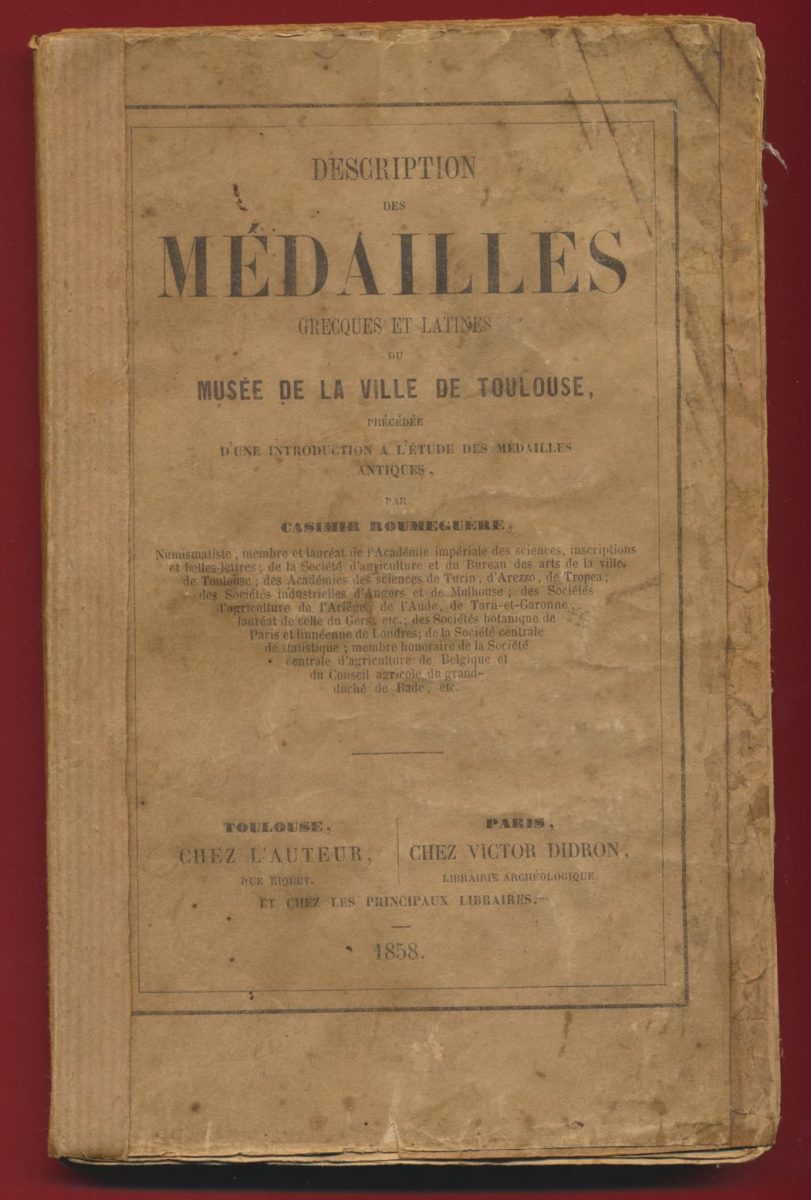 DESCRIPTION
DES
MÉDAILLES
GRECQUES ET LATINES
DU
MUSÉE DE LA VILLE DE TOULOUSE,
PRÉCÉDÉE
D'UNE INTRODUCTION A L'ÉTUDE DES MÉDAILLES
ANTIQUES,
PAR
CASIMIR ROUMEGUÈRE,
Numismatiste, membre et lauréat de l'Académie impériale des sciences, inscriptions
et belles-lettres; de la Société d'agriculture et du Bureau des arts de la ville.
de Toulouse; des Académies des sciences de Turin, d'Arezzo, de Tropea;
des Sociétés industrielles d'Angers et de Mulhouse; des Sociétés
d'agriculture de l'Ariége, de l'Aude, de Tarn-et-Garonne,
lauréat de celle du Gers, etc.; des Sociétés botanique de
Paris et linnéenne de Londres; de la Société centrale
de statistique; membre honoraire de la Société
centrale d'agriculture de Belgique et
du Conseil agricole du grand-
duché de Bade, etc.
TOULOUSE,
CHEZ L'AUTEUR,
RUE RIQUET.
PARIS,
CHEZ VICTOR DIDRON,
LIBRAIRIE ARCHÉOLOGIQUE.
ET CHEZ LES PRINCIPAUX LIBRAIRES.
1858.